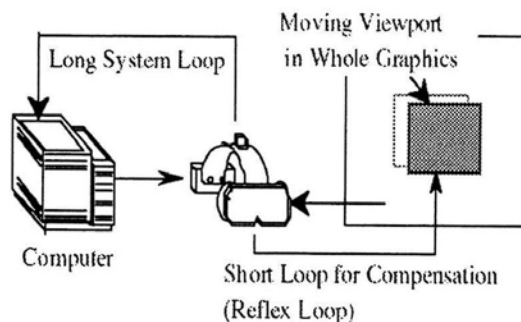 Moving Viewport
in Whole Graphics
Long System Loop
Computer
Short Loop for Compensation
(Reflex Loop)